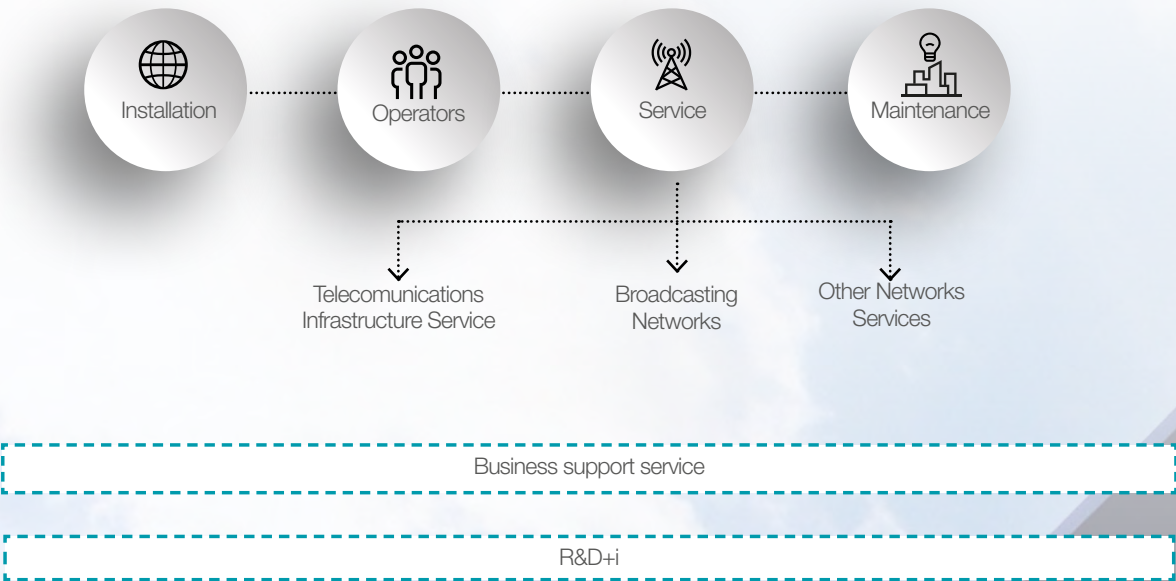 Installation
Operators
Service
Maintenance
Telecomunications
Infrastructure Service
Broadcasting
Networks
Other Networks
Services
Business support service
R&D+i